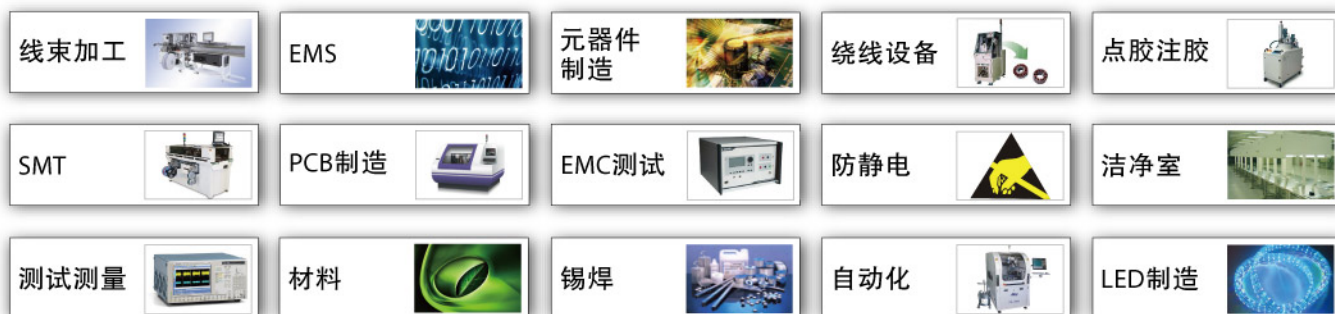 线束加工
EMS
元器件
制造
绕线设备
点胶注胶
SMT
PCB制造
EMC测试
防静电
洁净室
测试测量
材料
锡焊
自动化
LED制造